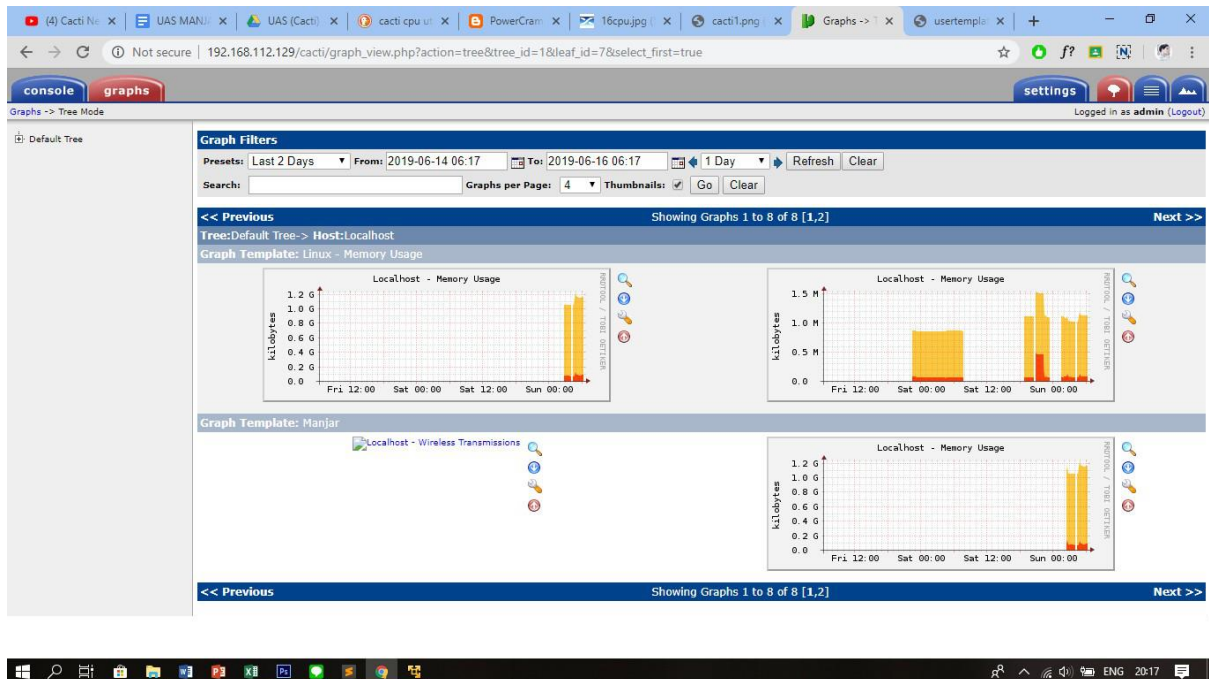 (4) Cacti Ne
UAS MANJ
UAS (Cacti)
cacti cpu ut
PowerCram
16cpu.jpg (
cacti1.png (
Graphs -> T
usertempla
Not secure | 192.168.112.129/cacti/graph_view.php?action=tree&tree_id=1&leaf_id=7&select_first=true
f?
console graphs settings
Graphs -> Tree Mode Logged in as admin (Logout)
Default Tree
Graph Filters
Presets: Last 2 Days From: 2019-06-14 06:17 To: 2019-06-16 06:17 1 Day Refresh Clear
Search: Graphs per Page: 4 Thumbnails: Go Clear
<< Previous Showing Graphs 1 to 8 of 8 [1,2] Next >>
Tree:Default Tree-> Host:Localhost
Graph Template: Linux - Memory Usage
Localhost - Memory Usage
kilobytes
1.2 G
1.0 G
0.8 G
0.6 G
0.4 G
0.2 G
0.0
Fri 12:00 Sat 00:00 Sat 12:00 Sun 00:00
RRDTOOL / TOBI OETIKER
Localhost - Memory Usage
kilobytes
1.5 M
1.0 M
0.5 M
0.0
Fri 12:00 Sat 00:00 Sat 12:00 Sun 00:00
RRDTOOL / TOBI OETIKER
Graph Template: Manjar
Localhost - Wireless Transmissions
Localhost - Memory Usage
kilobytes
1.2 G
1.0 G
0.8 G
0.6 G
0.4 G
0.2 G
0.0
Fri 12:00 Sat 00:00 Sat 12:00 Sun 00:00
RRDTOOL / TOBI OETIKER
<< Previous Showing Graphs 1 to 8 of 8 [1,2] Next >>
ENG 20:17